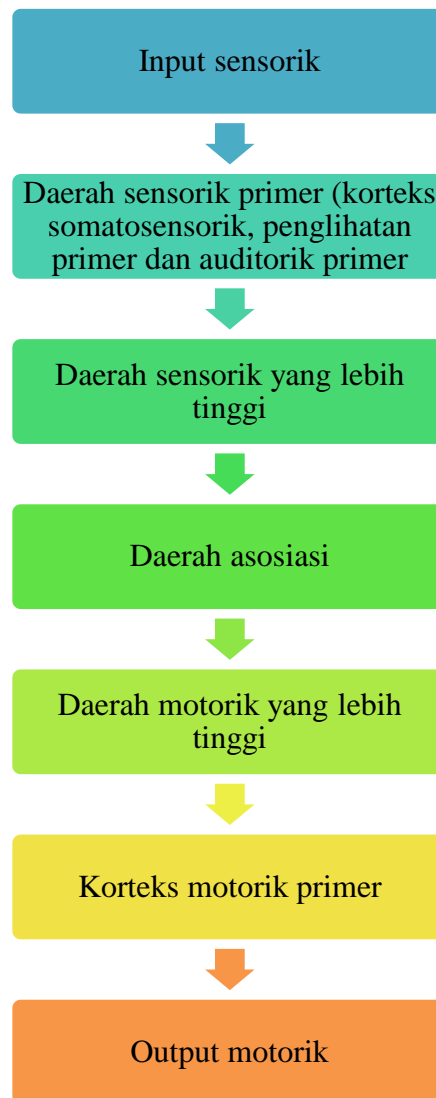 Input sensorik
Daerah sensorik primer (korteks
somatosensorik, penglihatan
primer dan auditorik primer
Daerah sensorik yang lebih
tinggi
Daerah asosiasi
Daerah motorik yang lebih
tinggi
Korteks motorik primer
Output motorik